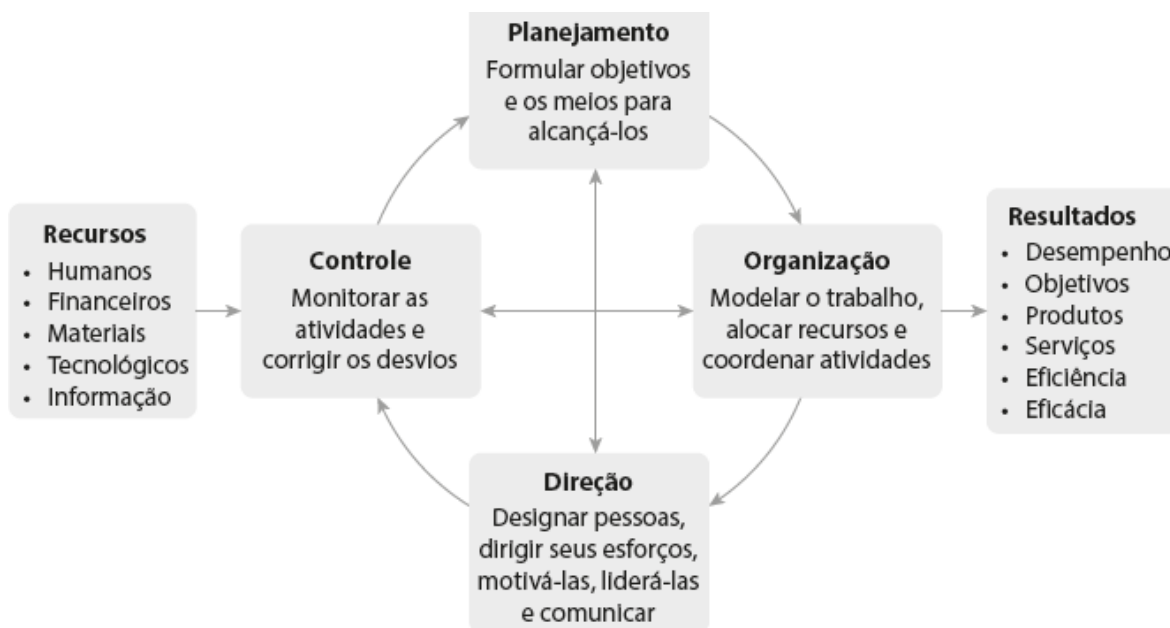 Planejamento
Formular objetivos
e os meios para
alcançá-los
Recursos
• Humanos
• Financeiros
• Materiais
• Tecnológicos
• Informação
Controle
Monitorar as
atividades e
corrigir os desvios
Organização
Modelar o trabalho,
alocar recursos e
coordenar atividades
Resultados
• Desempenho
• Objetivos
• Produtos
• Serviços
• Eficiência
• Eficácia
Direção
Designar pessoas,
dirigir seus esforços,
motivá-las, liderá-las
e comunicar